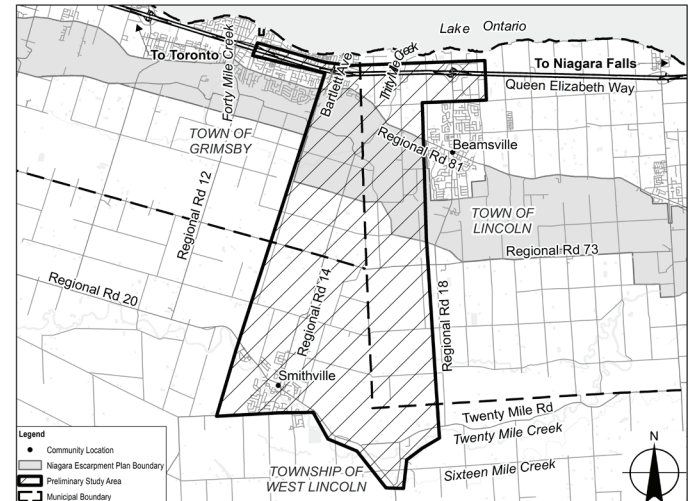 Lake Ontario
To Toronto
Forty Mile Creek
Bartlett Ave
Thirty Mile Creek
To Niagara Falls
Queen Elizabeth Way
TOWN OF
GRIMSBY
Regional Rd 81
Beamsville
Regional Rd 12
TOWN OF
LINCOLN
Regional Rd 73
Regional Rd 20
Regional Rd 14
Regional Rd 18
Smithville
Twenty Mile Rd
Twenty Mile Creek
Sixteen Mile Creek
TOWNSHIP OF
WEST LINCOLN
Legend
Community Location
Niagara Escarpment Plan Boundary
Preliminary Study Area
Municipal Boundary
N